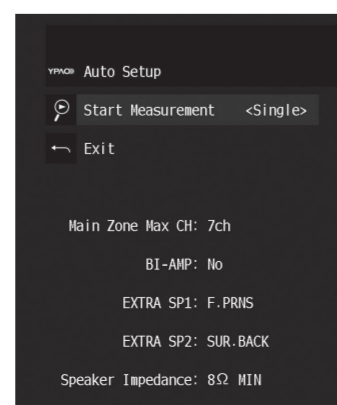 YPAO Auto Setup
Start Measurement <Single>
Exit
Main Zone Max CH: 7ch
BI-AMP: No
EXTRA SP1: F.PRNS
EXTRA SP2: SUR.BACK
Speaker Impedance: 8Ω MIN